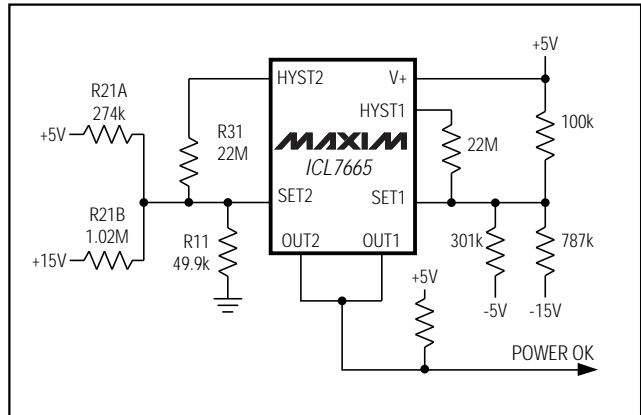 +5V
HYST2
V+
R21A
274k
HYST1
R31
22M
100k
+5V
MAXIM
22M
ICL7665
SET2
SET1
R21B
1.02M
R11
49.9k
301k
787k
OUT2
OUT1
+15V
+5V
-5V
-15V
POWER OK